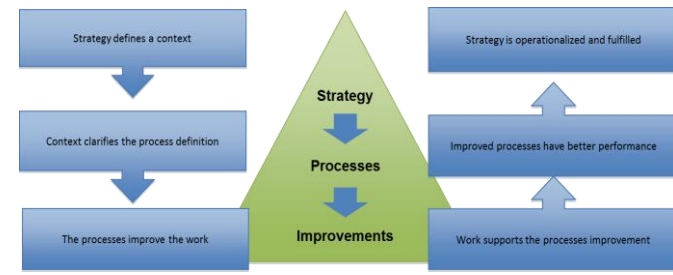 Strategy defines a context
Context clarifies the process definition
The processes improve the work
Strategy
Processes
Improvements
Strategy is operationalized and fulfilled
Improved processes have better performance
Work supports the processes improvement